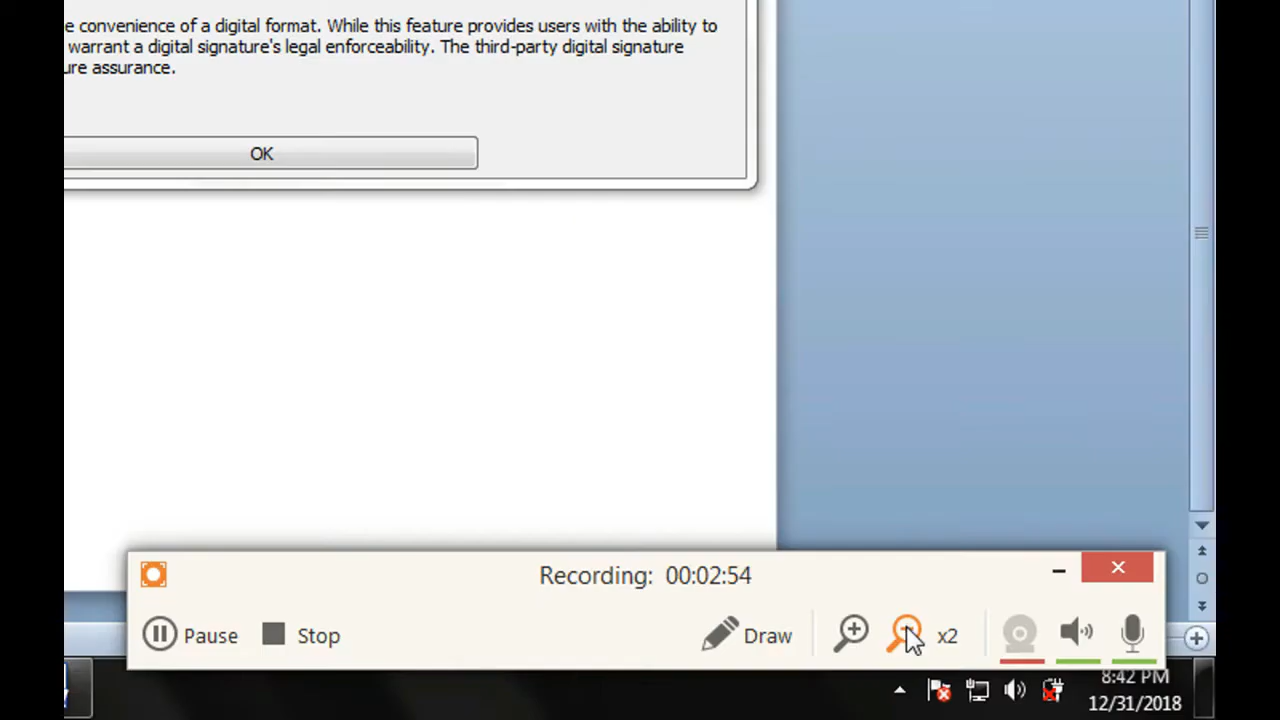 e convenience of a digital format. While this feature provides users with the ability to
warrant a digital signature's legal enforceability. The third-party digital signature
ure assurance.
OK
Recording: 00:02:54
Pause
Stop
Draw
x2
8:42 PM
12/31/2018